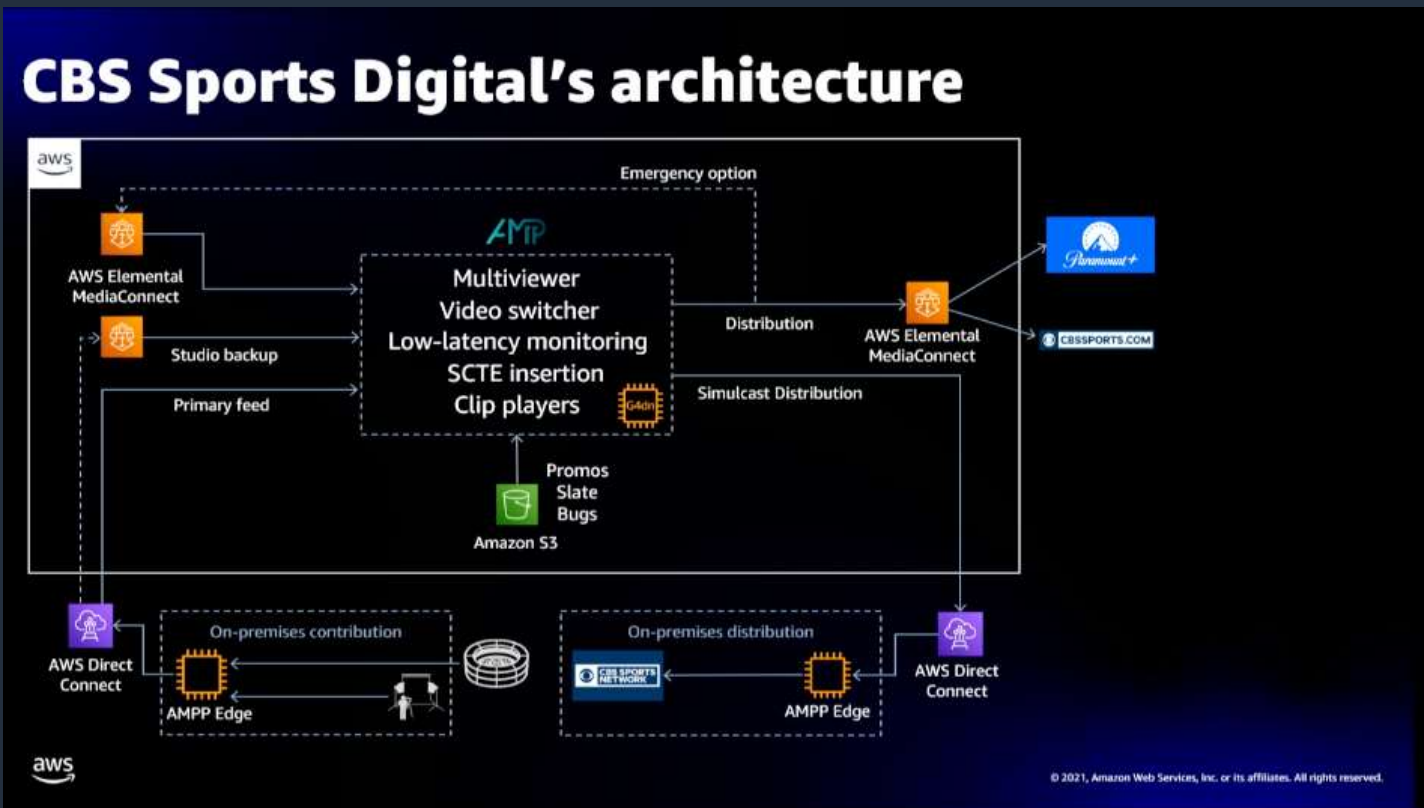 CBS Sports Digital's architecture
aws
Emergency option
AMPP
AWS Elemental
MediaConnect
Multiviewer
Video switcher
Low-latency monitoring
SCTE insertion
Clip players
G4dn
Studio backup
Primary feed
Distribution
AWS Elemental
MediaConnect
Simulcast Distribution
Paramount+
CBSSPORTS.COM
Promos
Slate
Bugs
Amazon S3
AWS Direct
Connect
On-premises contribution
AMPP Edge
On-premises distribution
CBS SPORTS
NETWORK
AMPP Edge
AWS Direct
Connect
aws
© 2021, Amazon Web Services, Inc. or its affiliates. All rights reserved.